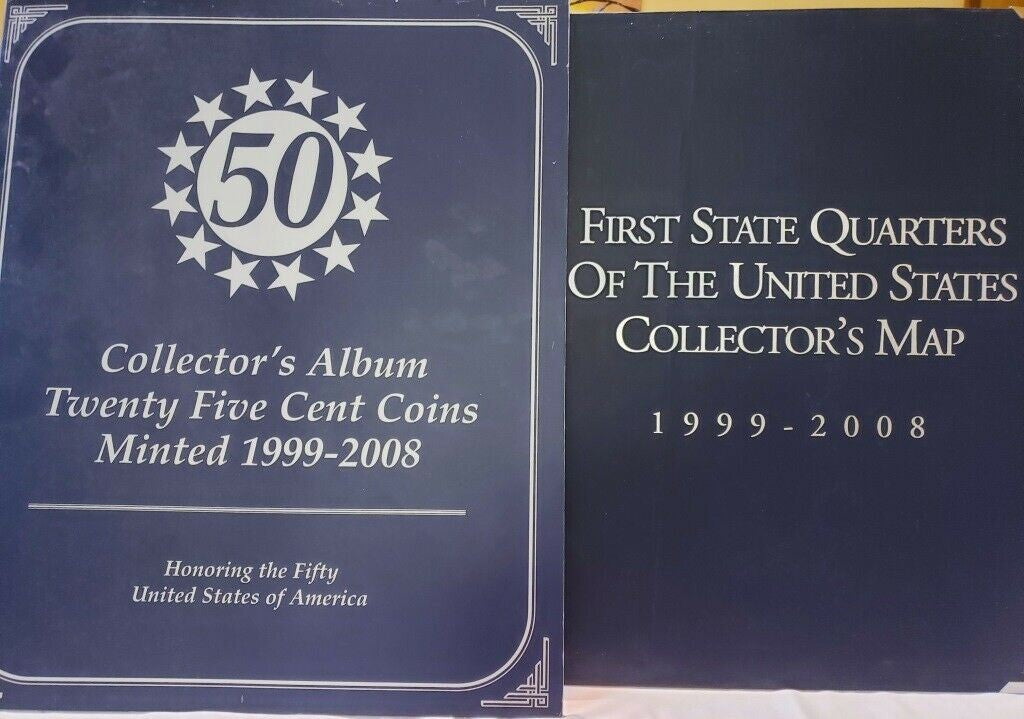 50
Collector's Album
Twenty Five Cent Coins
Minted 1999-2008
Honoring the Fifty
United States of America
FIRST STATE QUARTERS
OF THE UNITED STATES
COLLECTOR'S MAP
1999-2008